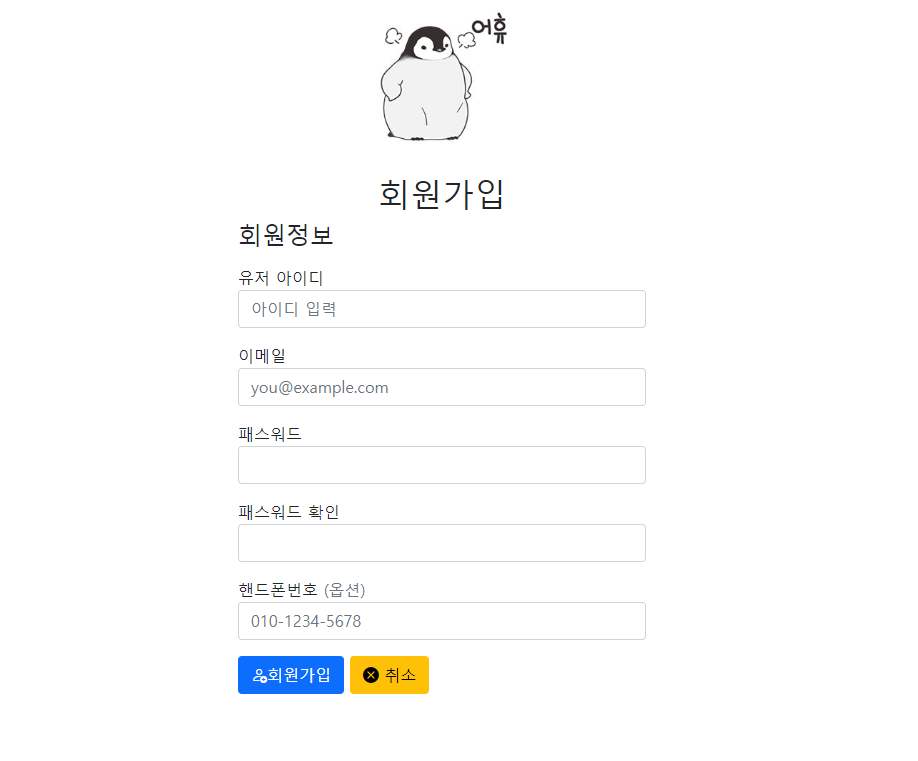 어휴
회원가입
회원정보
유저 아이디
아이디 입력
이메일
you@example.com
패스워드
패스워드 확인
핸드폰번호 (옵션)
010-1234-5678
회원가입 취소